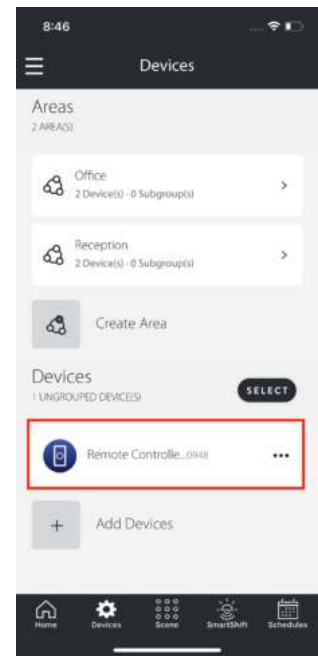 8:46
Devices
Areas
2 AREA(S)
Office
2 Device(s) - 0 Subgroup(s)
Reception
2 Device(s) - 0 Subgroup(s)
Create Area
Devices
1 UNGROUPED DEVICE(S)
SELECT
Remote Controlle...0948
Add Devices
Home
Devices
Scene
SmartShift
Schedules